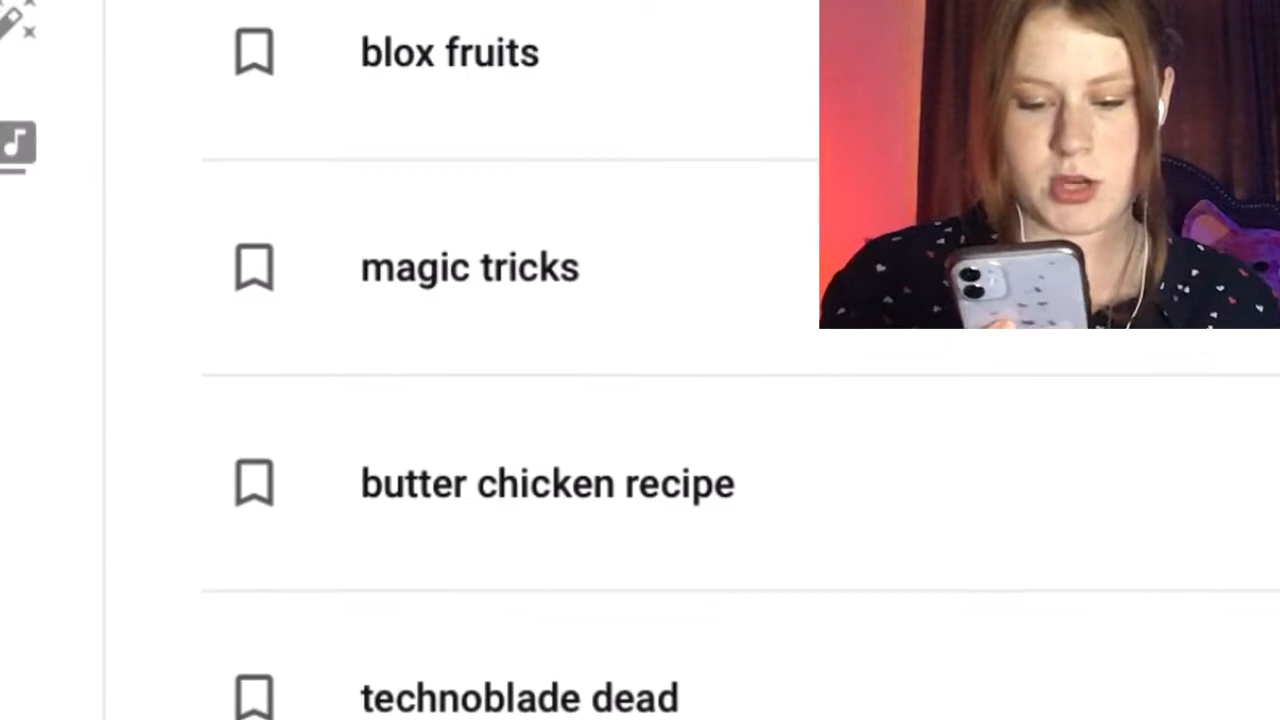 blox fruits
magic tricks
butter chicken recipe
technoblade dead